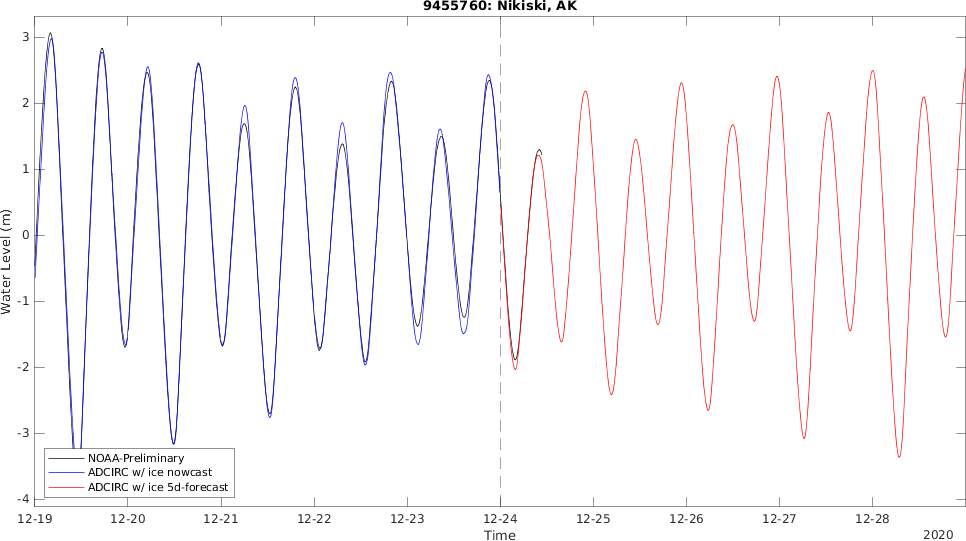 9455760: Nikiski, AK
Water Level (m)
3
2
1
0
-1
-2
-3
-4
NOAA-Preliminary
ADCIRC w/ ice nowcast
ADCIRC w/ ice 5d-forecast
12-19 12-20 12-21 12-22 12-23 12-24 12-25 12-26 12-27 12-28
Time
2020